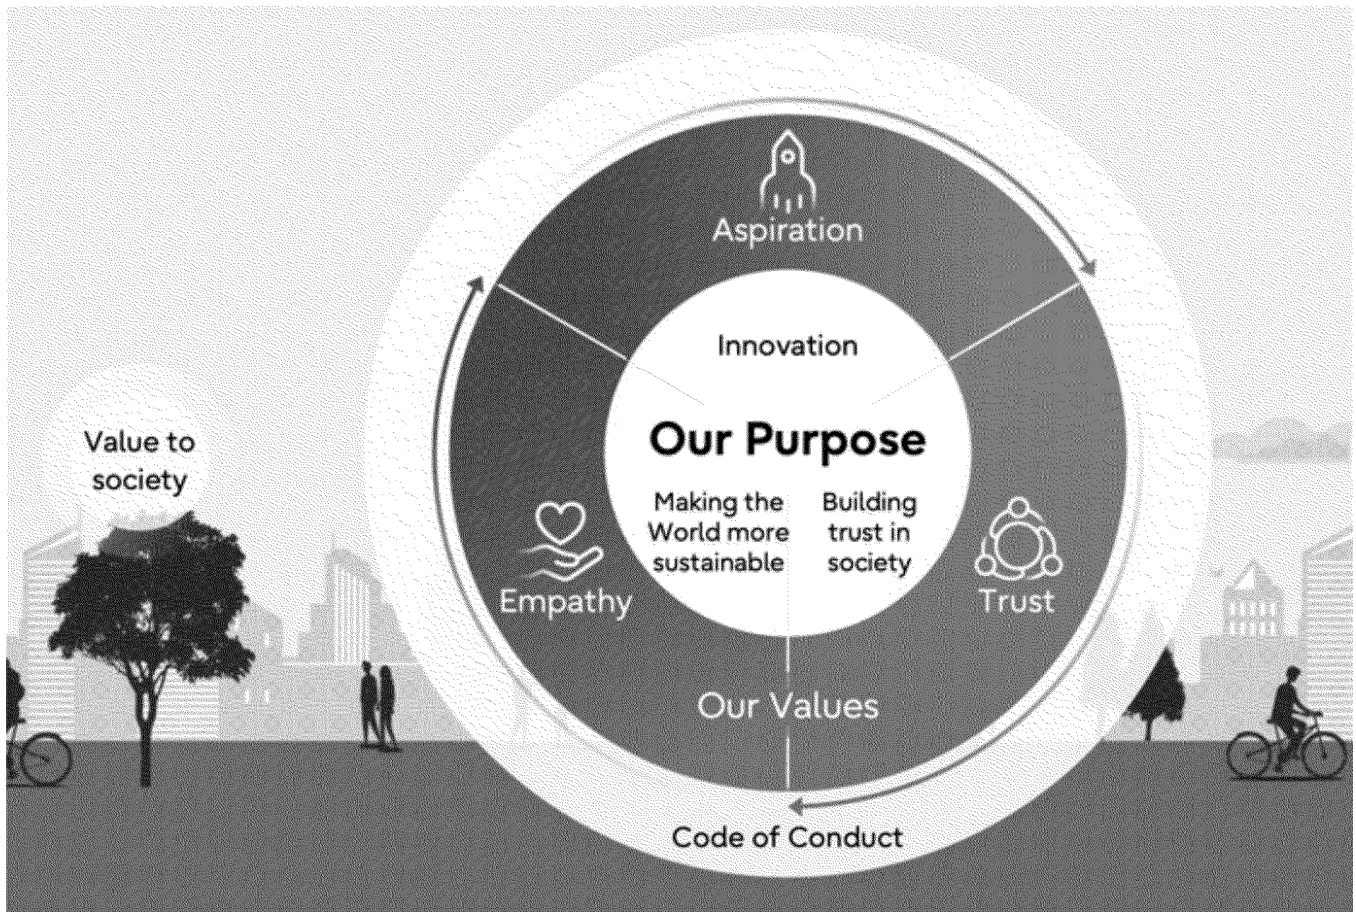 Aspiration
Innovation
Our Purpose
Making the
World more
sustainable
Building
trust in
society
Value to
society
Empathy
Trust
Our Values
Code of Conduct